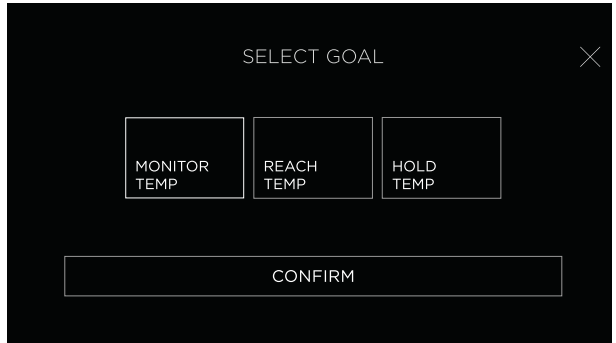 SELECT GOAL
MONITOR
TEMP
REACH
TEMP
HOLD
TEMP
CONFIRM